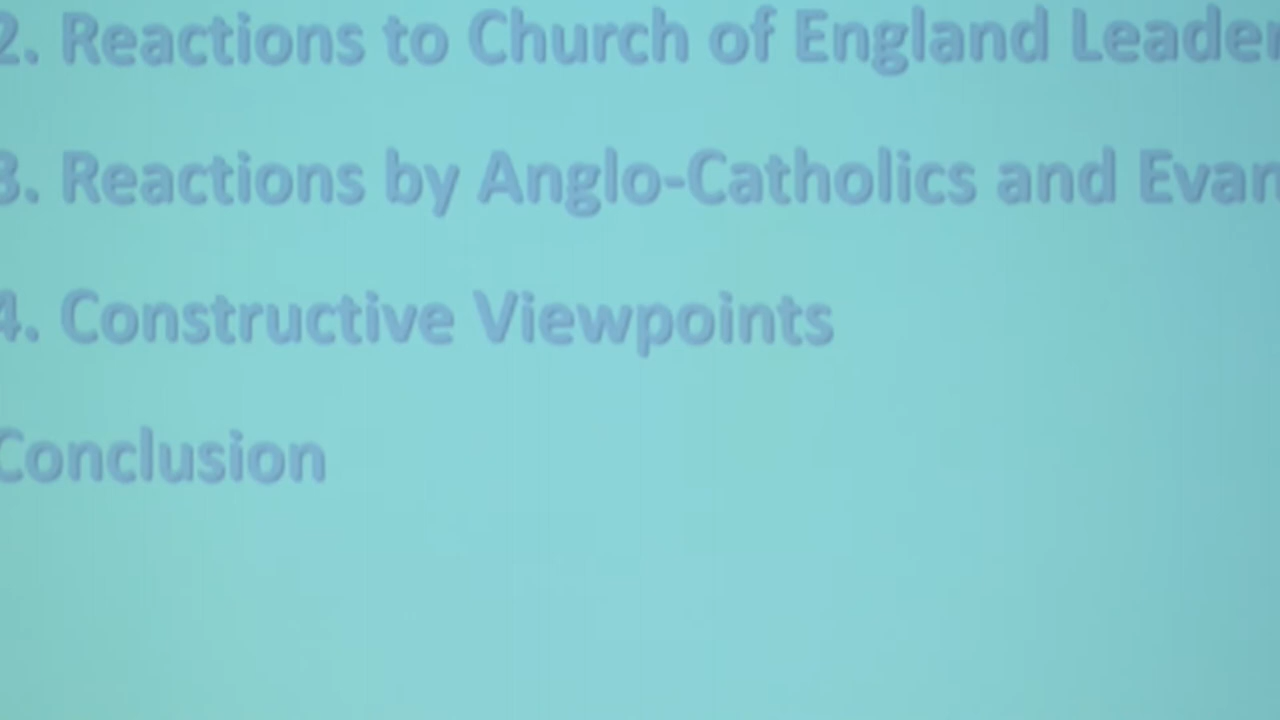 2. Reactions to Church of England Leader
3. Reactions by Anglo-Catholics and Evan
4. Constructive Viewpoints
Conclusion